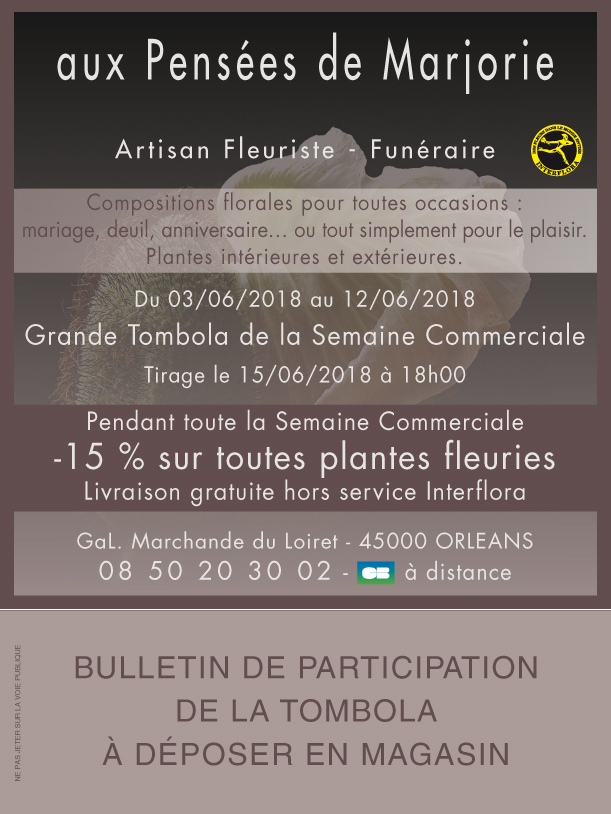 aux Pensées de Marjorie
Artisan Fleuriste - Funéraire
INTERFLORA
Compositions florales pour toutes occasions :
mariage, deuil, anniversaire... ou tout simplement pour le plaisir.
Plantes intérieures et extérieures.
Du 03/06/2018 au 12/06/2018
Grande Tombola de la Semaine Commerciale
Tirage le 15/06/2018 à 18h00
Pendant toute la Semaine Commerciale
-15 % sur toutes plantes fleuries
Livraison gratuite hors service Interflora
GaL. Marchande du Loiret - 45000 ORLEANS
08 50 20 30 02 - CB à distance
NE PAS JETER SUR LA VOIE PUBLIQUE
BULLETIN DE PARTICIPATION
DE LA TOMBOLA
À DÉPOSER EN MAGASIN